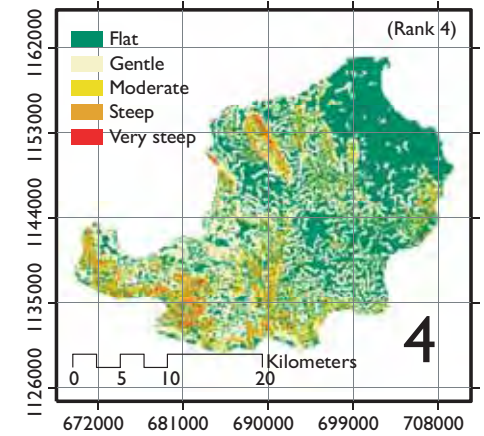 (Rank 4)
Flat
Gentle
Moderate
Steep
Very steep
1162000
1153000
1144000
1135000
1126000
4
Kilometers
0 5 10 20
672000 681000 690000 699000 708000